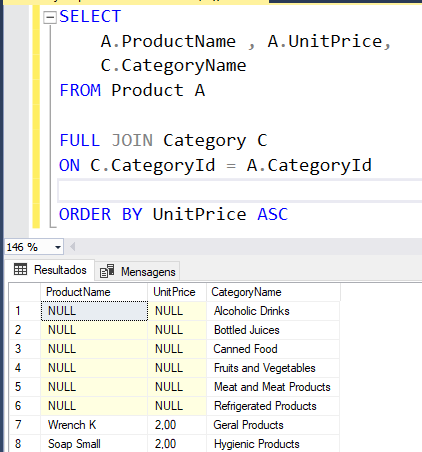 SELECT
A.ProductName , A.UnitPrice,
C.CategoryName
FROM Product A
FULL JOIN Category C
ON C.CategoryId = A.CategoryId
ORDER BY UnitPrice ASC
146 %
Resultados Mensagens
ProductName UnitPrice CategoryName
1 NULL NULL Alcoholic Drinks
2 NULL NULL Bottled Juices
3 NULL NULL Canned Food
4 NULL NULL Fruits and Vegetables
5 NULL NULL Meat and Meat Products
6 NULL NULL Refrigerated Products
7 Wrench K 2,00 Geral Products
8 Soap Small 2,00 Hygienic Products